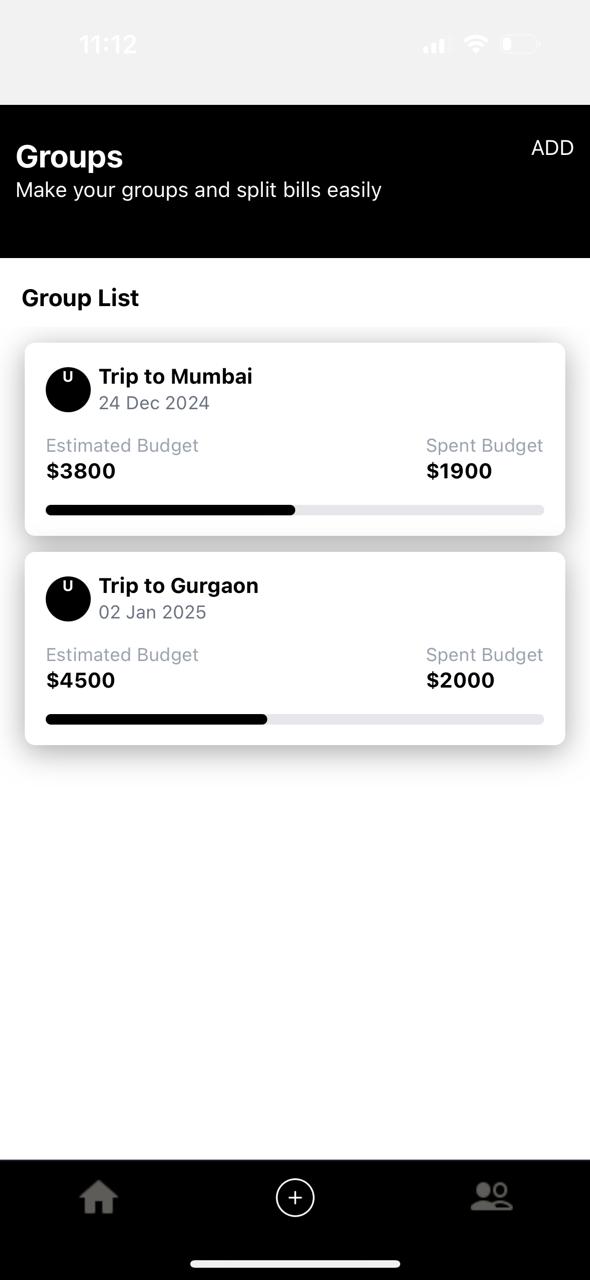 11:12
Groups
ADD
Make your groups and split bills easily
Group List
U
Trip to Mumbai
24 Dec 2024
Estimated Budget
Spent Budget
$3800
$1900
U
Trip to Gurgaon
02 Jan 2025
Estimated Budget
Spent Budget
$4500
$2000